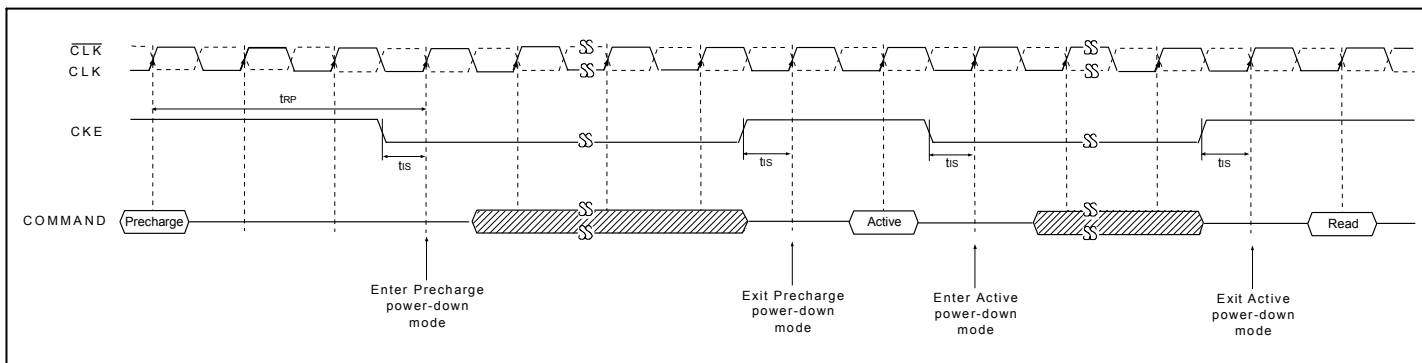 CLK
CLK
tRP
CKE
tIS
tIS
tIS
tIS
COMMAND
Precharge
Active
Read
Enter Precharge
power-down
mode
Exit Precharge
power-down
mode
Enter Active
power-down
mode
Exit Active
power-down
mode